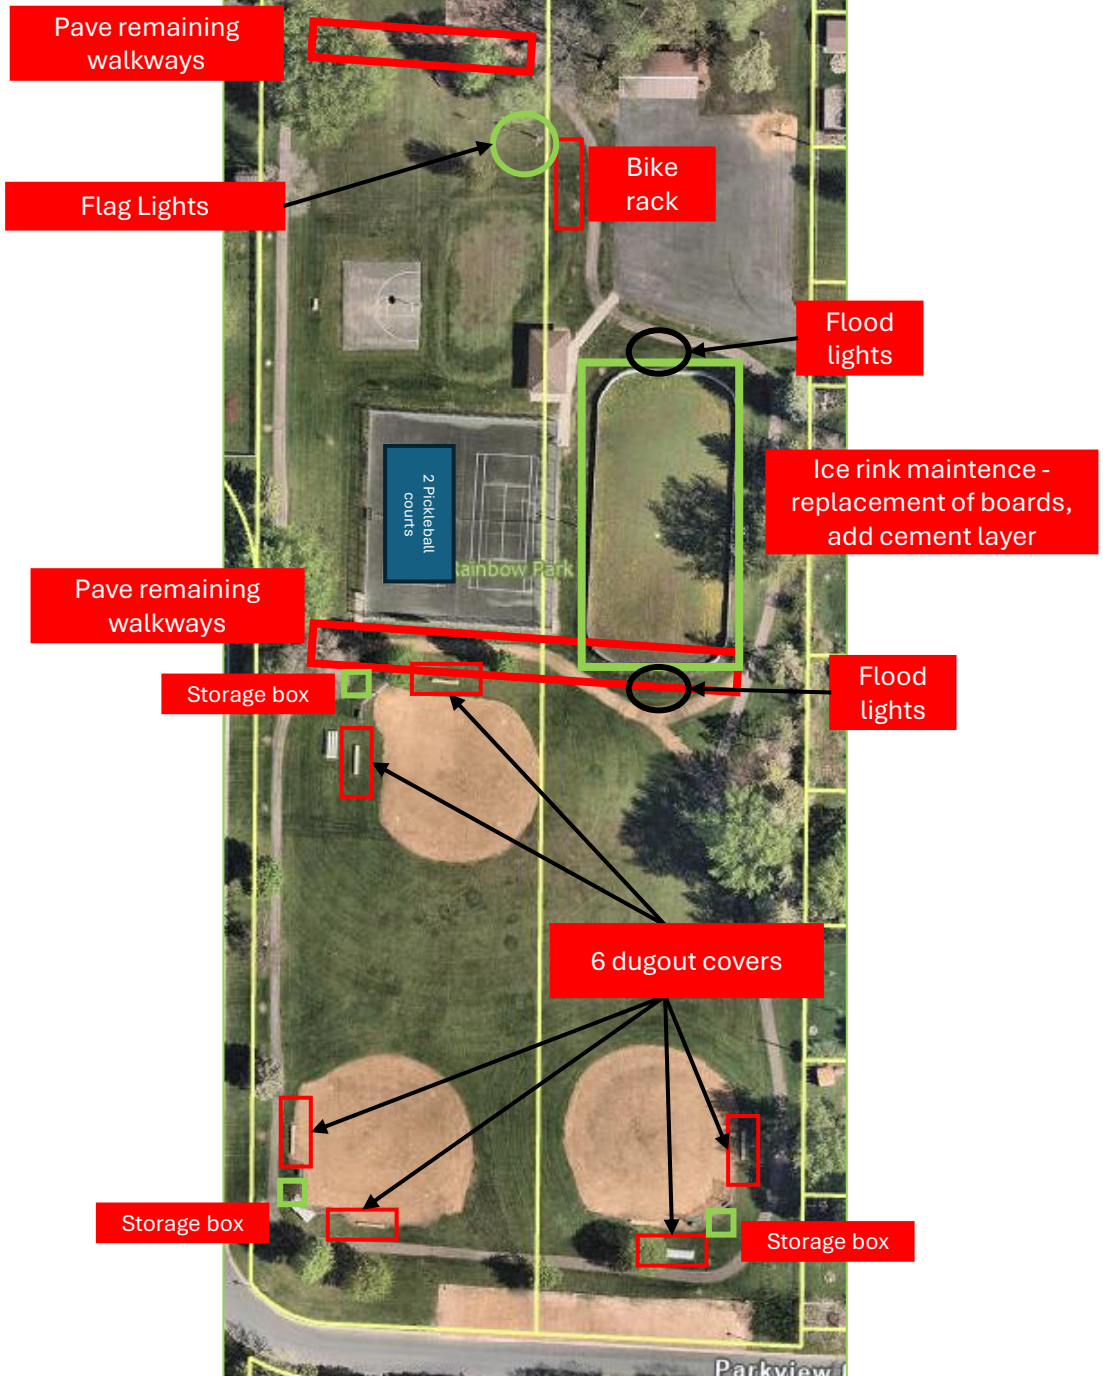 Pave remaining
walkways
Bike
rack
Flag Lights
Flood
lights
Ice rink maintence -
replacement of boards,
add cement layer
2 Pickleball
courts
Rainbow Park
Pave remaining
walkways
Storage box
Flood
lights
6 dugout covers
Storage box
Storage box
Parkview